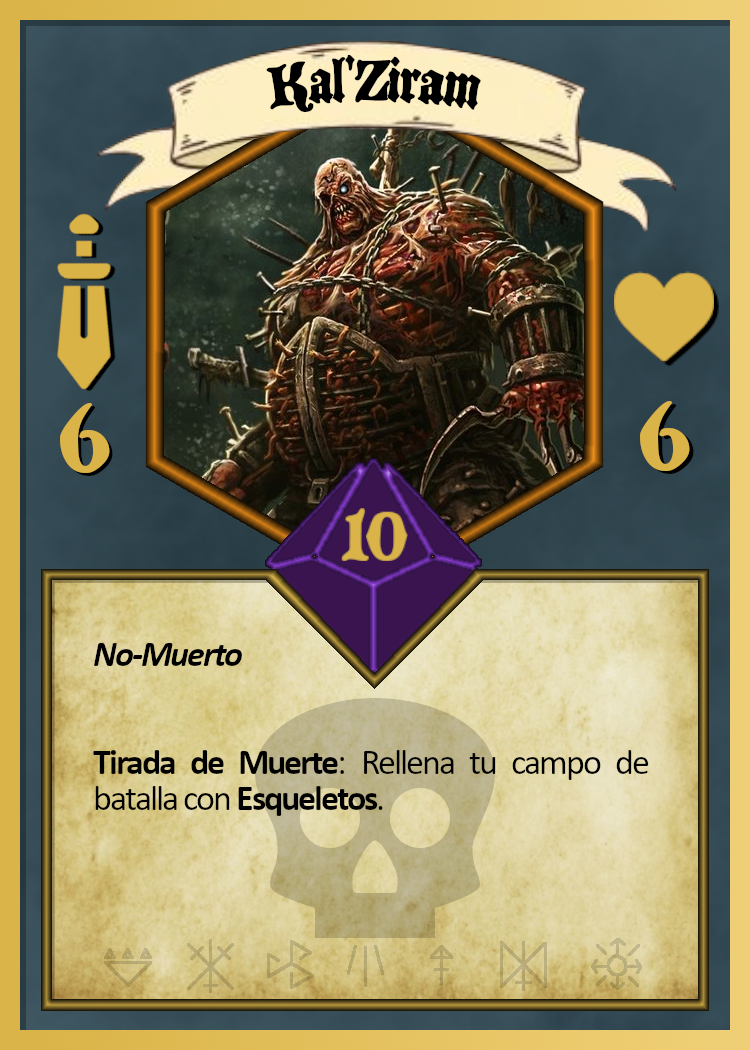 Kal'Ziram
6
6
10
No-Muerto
Tirada de Muerte: Rellena tu campo de
batalla con Esqueletos.